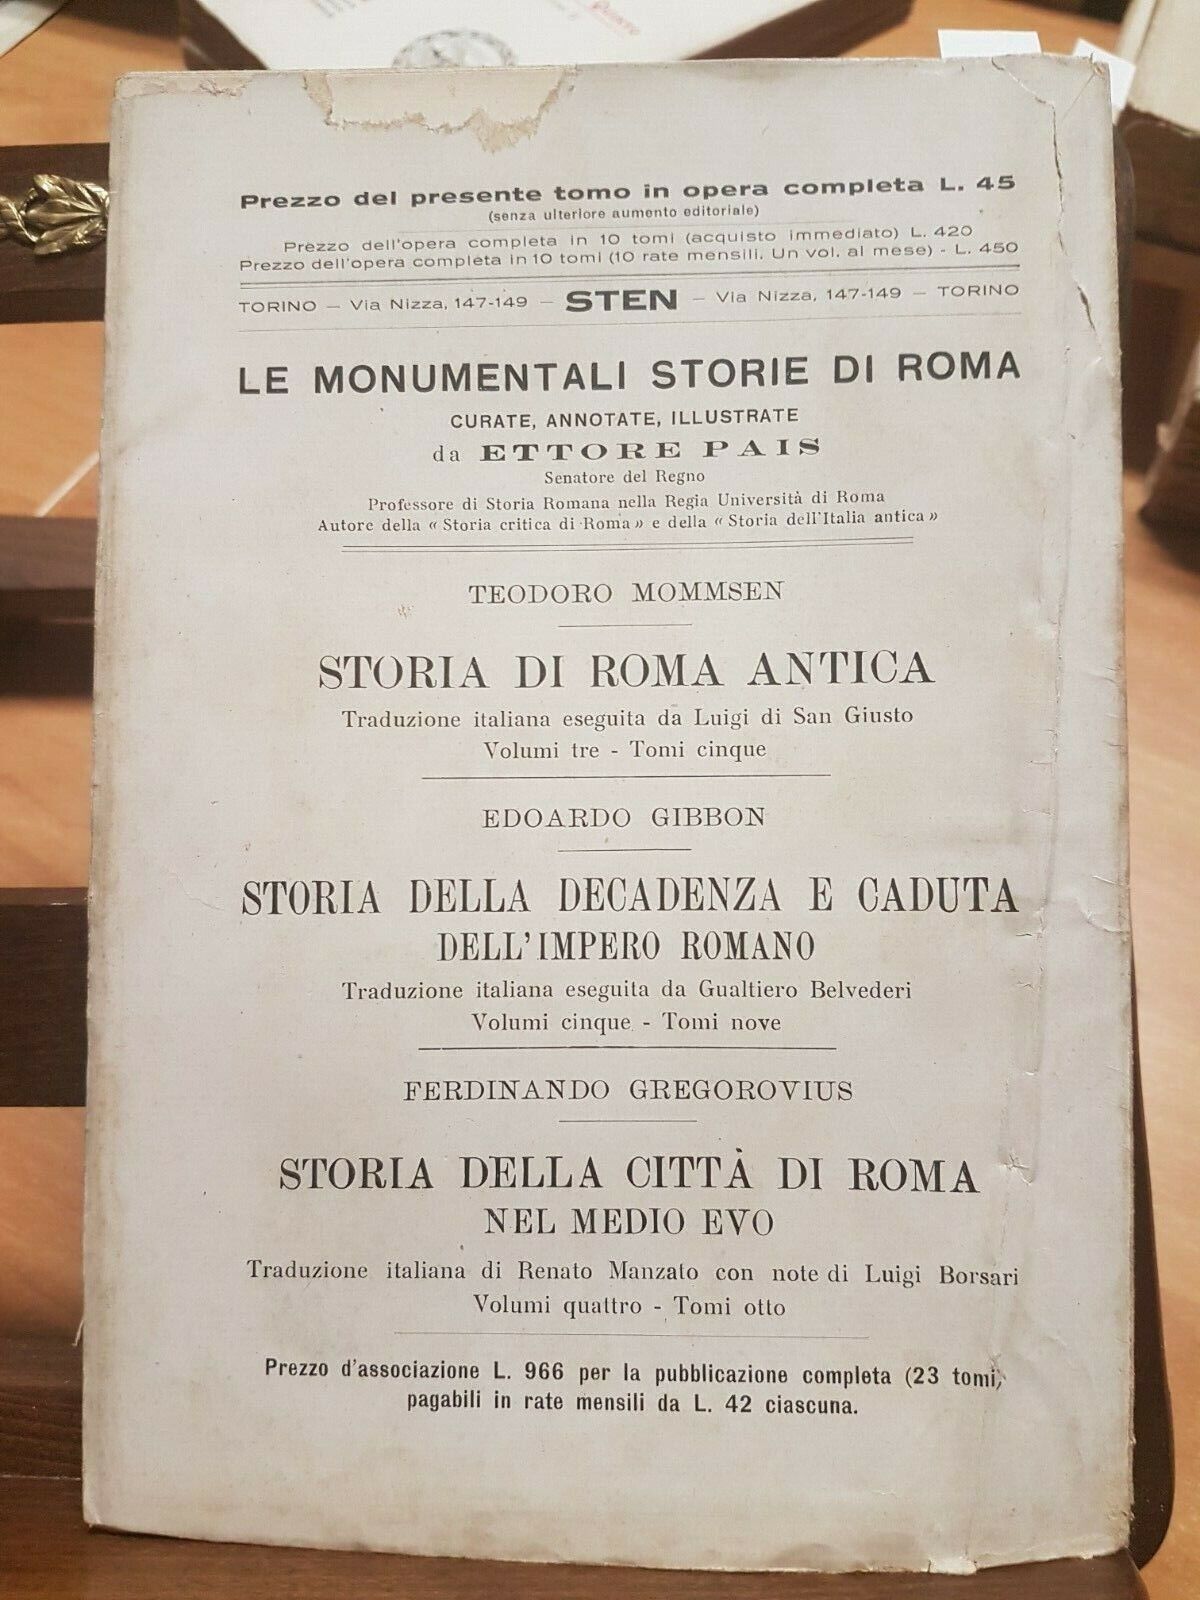 Prezzo del presente tomo in opera completa L. 45
(senza ulteriore aumento editoriale)
Prezzo dell'opera completa in 10 tomi (acquisto immediato) L. 420
Prezzo dell'opera completa in 10 tomi (10 rate mensili. Un vol. al mese) - L. 450
TORINO — Via Nizza, 147-149 — STEN — Via Nizza, 147-149 — TORINO
LE MONUMENTALI STORIE DI ROMA
CURATE, ANNOTATE, ILLUSTRATE
da ETTORE PAIS
Senatore del Regno
Professore di Storia Romana nella Regia Università di Roma
Autore della « Storia critica di Roma » e della « Storia dell'Italia antica »
TEODORO MOMMSEN
STORIA DI ROMA ANTICA
Traduzione italiana eseguita da Luigi di San Giusto
Volumi tre - Tomi cinque
EDOARDO GIBBON
STORIA DELLA DECADENZA E CADUTA
DELL'IMPERO ROMANO
Traduzione italiana eseguita da Gualtiero Belvederi
Volumi cinque - Tomi nove
FERDINANDO GREGOROVIUS
STORIA DELLA CITTÀ DI ROMA
NEL MEDIO EVO
Traduzione italiana di Renato Manzato con note di Luigi Borsari
Volumi quattro - Tomi otto
Prezzo d'associazione L. 966 per la pubblicazione completa (23 tomi)
pagabili in rate mensili da L. 42 ciascuna.